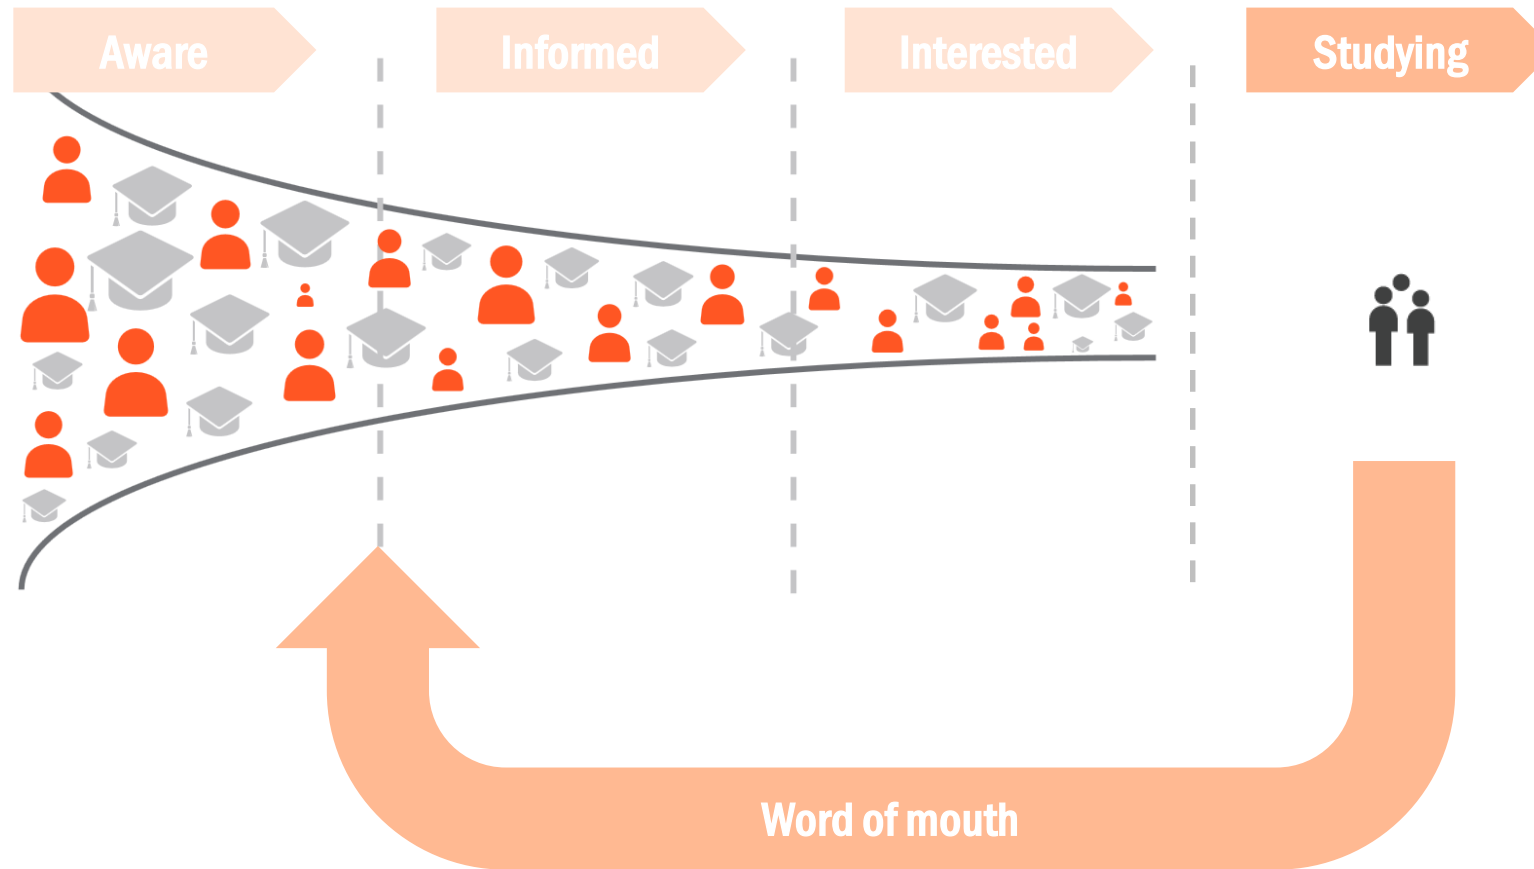 Aware
Informed
Interested
Studying
Word of mouth